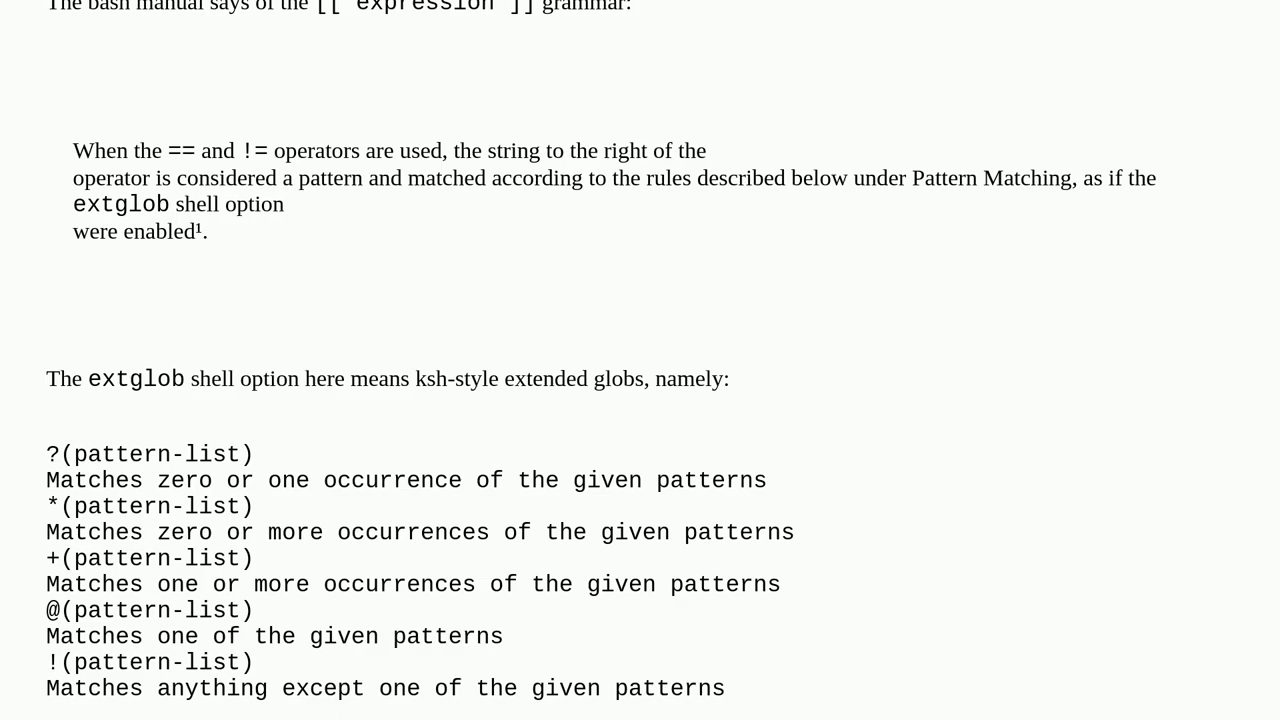 The bash manual says of the [[ expression ]] grammar:
When the == and != operators are used, the string to the right of the
operator is considered a pattern and matched according to the rules described below under Pattern Matching, as if the
extglob shell option
were enabled¹.
The extglob shell option here means ksh-style extended globs, namely:
?(pattern-list)
Matches zero or one occurrence of the given patterns
*(pattern-list)
Matches zero or more occurrences of the given patterns
+(pattern-list)
Matches one or more occurrences of the given patterns
@(pattern-list)
Matches one of the given patterns
!(pattern-list)
Matches anything except one of the given patterns